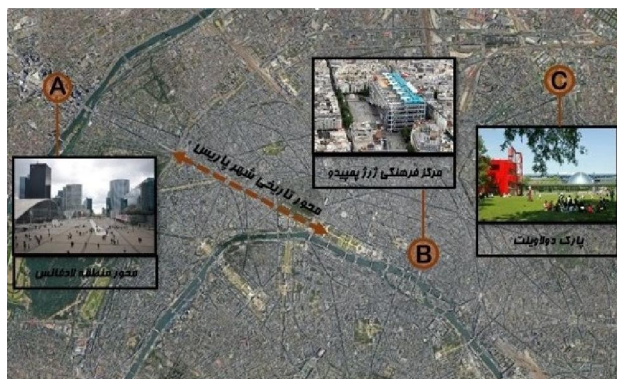 A
C
مرکز فرهنگی ژرژ پمپیدو
محور تاریخی شهر پاریس
پارک دولاویلت
B
محور منطقه لادفانس